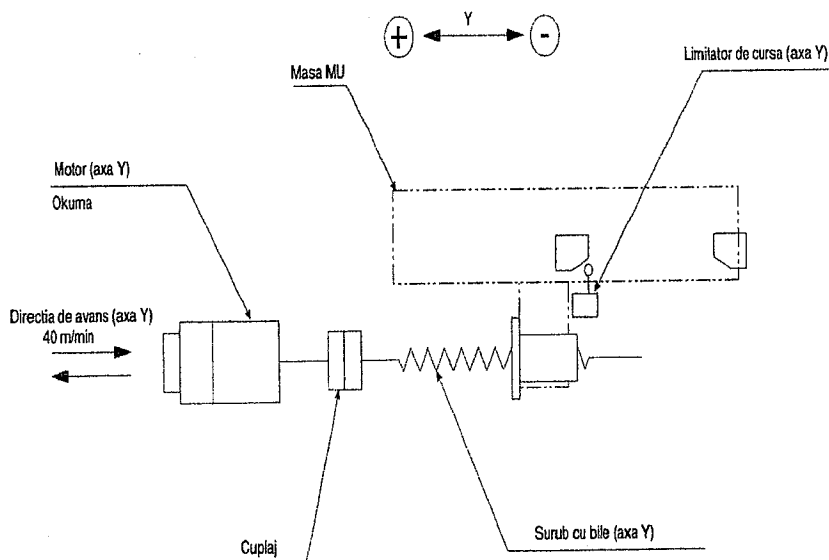 Y
+
-
Limitator de cursa (axa Y)
Masa MU
Motor (axa Y)
Okuma
Directia de avans (axa Y)
40 m/min
Cuplaj
Surub cu bile (axa Y)